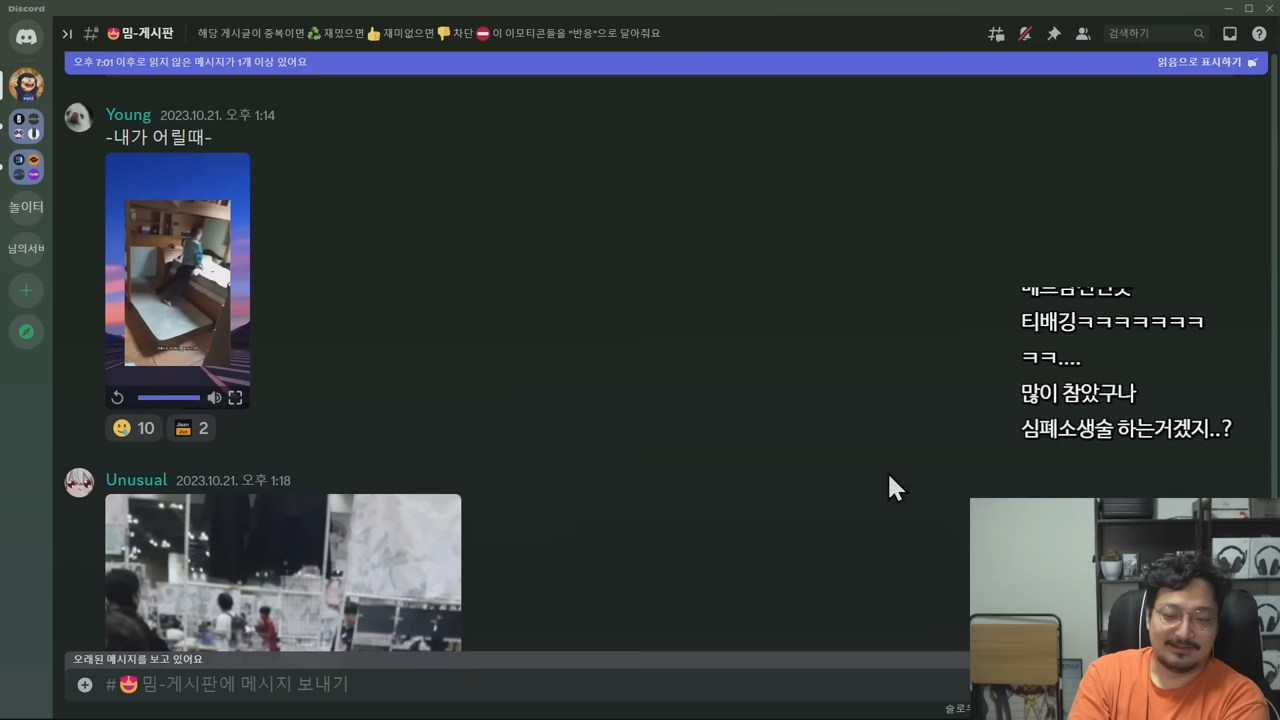 Discord
밈-게시판
해당 게시글이 중복이면 ♻ 재밌으면 👍 재미없으면 👎 차단 ⛔ 이 이모티콘들을 "반응"으로 달아줘요
검색하기
오후 7:01 이후로 읽지 않은 메시지가 1개 이상 있어요
읽음으로 표시하기
Young 2023.10.21. 오후 1:14
-내가 어릴때-
10
2
놀이터
님의서버
티배깅ㅋㅋㅋㅋㅋㅋㅋ
ㅋㅋ....
많이 참았구나
심폐소생술 하는거겠지..?
Unusual 2023.10.21. 오후 1:18
오래된 메시지를 보고 있어요
#😍밈-게시판에 메시지 보내기